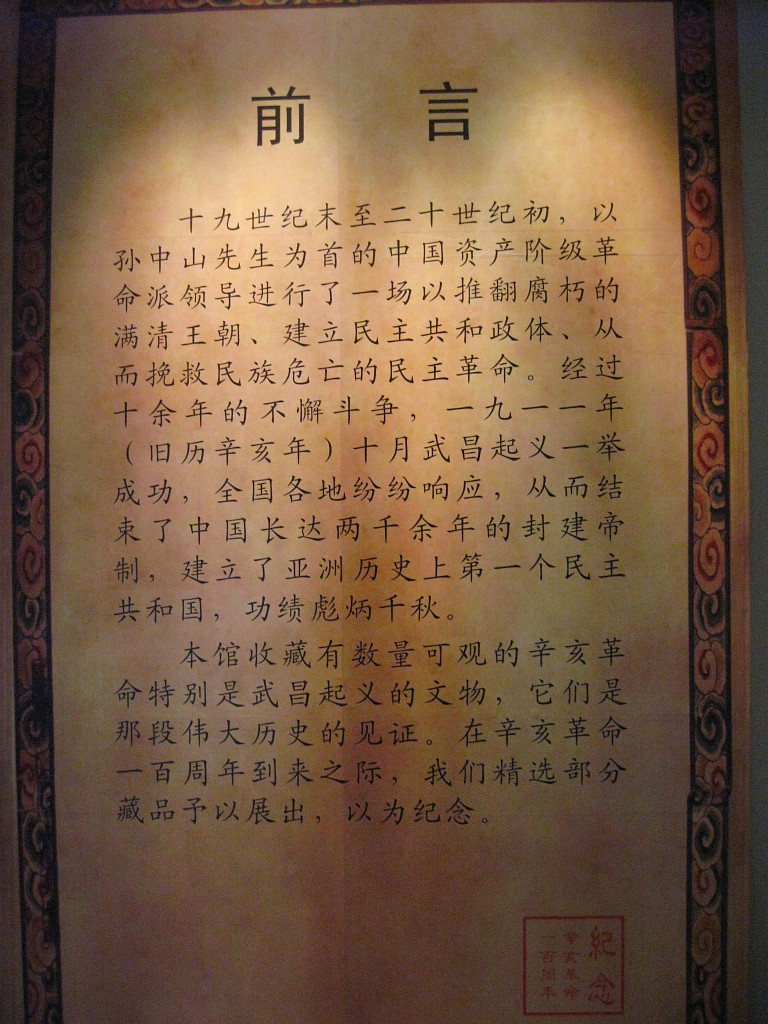 前言
十九世纪末至二十世纪初，以
孙中山先生为首的中国资产阶级革
命派领导进行了一场以推翻腐朽的
满清王朝、建立民主共和政体、从
而挽救民族危亡的民主革命。经过
十余年的不懈斗争，一九一一年
（旧历辛亥年）十月武昌起义一举
成功，全国各地纷纷响应，从而结
束了中国长达两千余年的封建帝
制，建立了亚洲历史上第一个民主
共和国，功绩彪炳千秋。
本馆收藏有数量可观的辛亥革
命特别是武昌起义的文物，它们是
那段伟大历史的见证。在辛亥革命
一百周年到来之际，我们精选部分
藏品予以展出，以为纪念。
紀念
辛亥革命
一百周年